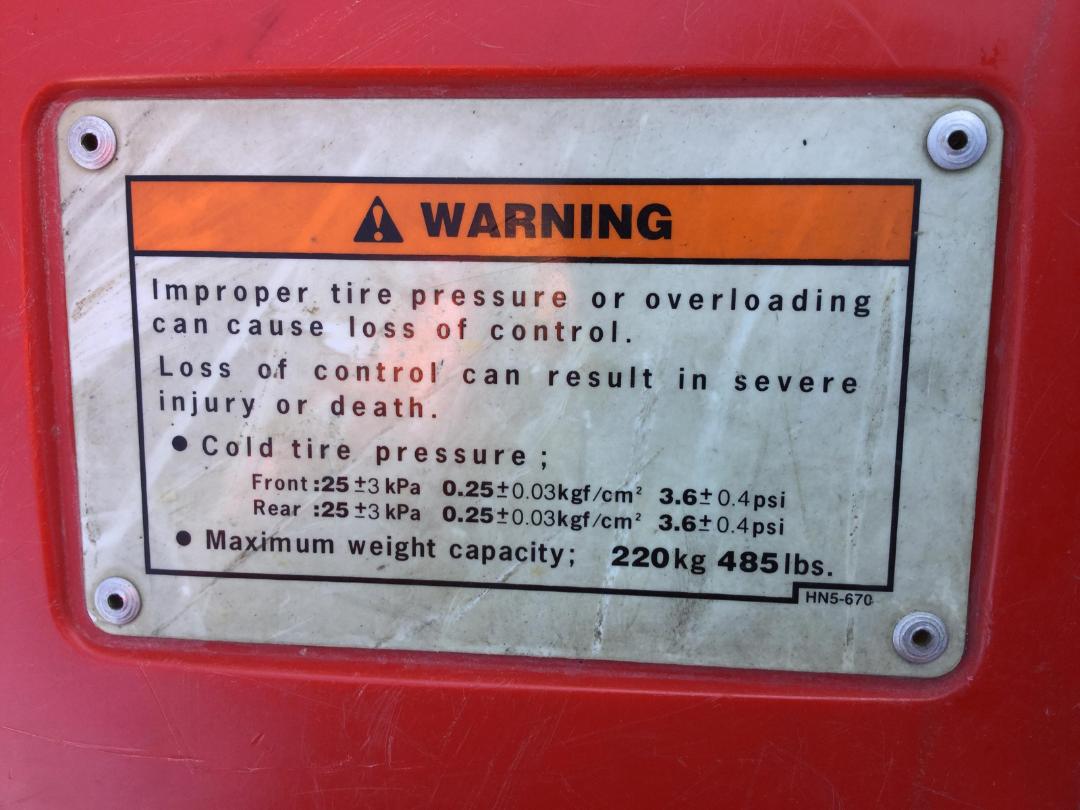 WARNING
Improper tire pressure or overloading
can cause loss of control.
Loss of control can result in severe
injury or death.
● Cold tire pressure ;
Front :25 ±3 kPa 0.25±0.03kgf/cm² 3.6± 0.4psi
Rear :25 ±3 kPa 0.25±0.03kgf/cm² 3.6± 0.4psi
● Maximum weight capacity; 220kg 485lbs.
HN5-670